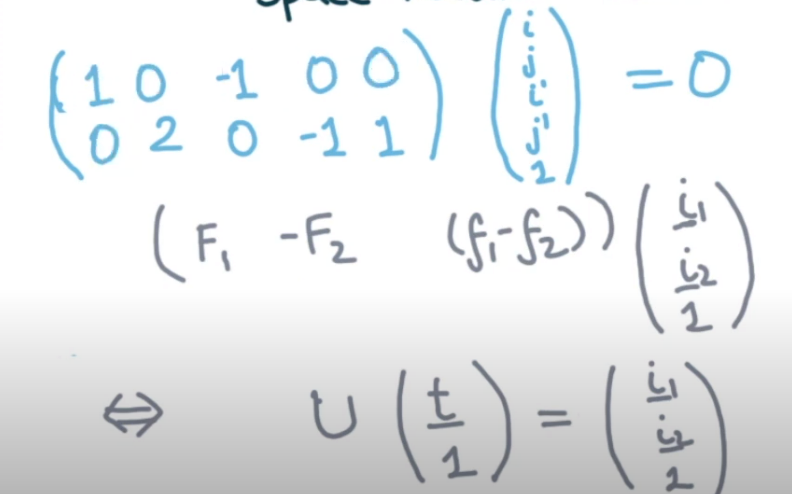 Space
(1 0 -1 0 0
0 2 0 -1 1) (i
j
i'
j'
1) = 0
(F₁ -F₂ (f₁-f₂)) (i₁
i₂
1)
⇔ U (t
1) = (i₁
i₂
1)